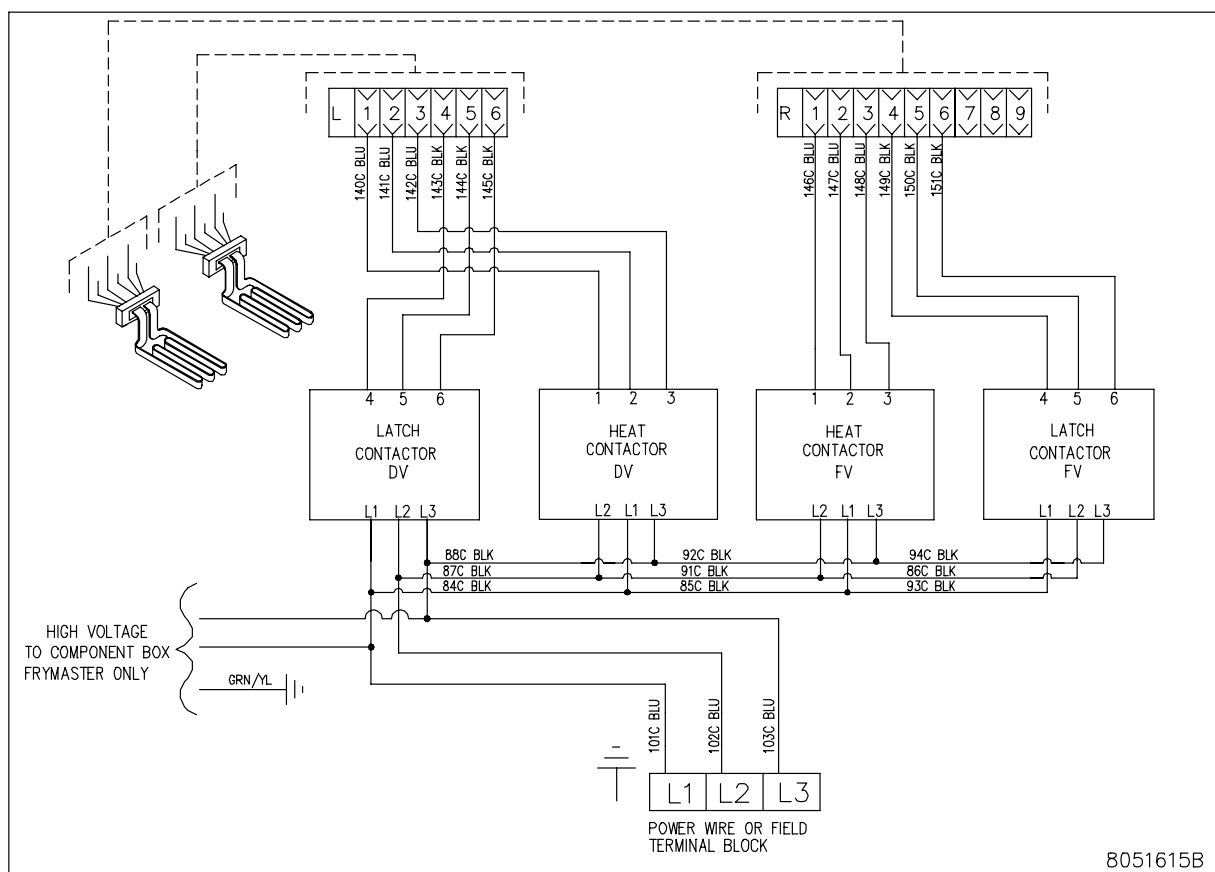 L 1 2 3 4 5 6
R 1 2 3 4 5 6 7 8 9
140C BLU
141C BLU
142C BLU
143C BLK
144C BLK
145C BLK
146C BLU
147C BLU
148C BLU
149C BLK
150C BLK
151C BLK
4 5 6
LATCH
CONTACTOR
DV
L1 L2 L3
1 2 3
HEAT
CONTACTOR
DV
L2 L1 L3
1 2 3
HEAT
CONTACTOR
FV
L2 L1 L3
4 5 6
LATCH
CONTACTOR
FV
L1 L2 L3
88C BLK 92C BLK 94C BLK
87C BLK 91C BLK 86C BLK
84C BLK 85C BLK 93C BLK
HIGH VOLTAGE
TO COMPONENT BOX
FRYMASTER ONLY
GRN/YL
101C BLU
102C BLU
103C BLU
L1 L2 L3
POWER WIRE OR FIELD
TERMINAL BLOCK
8051615B